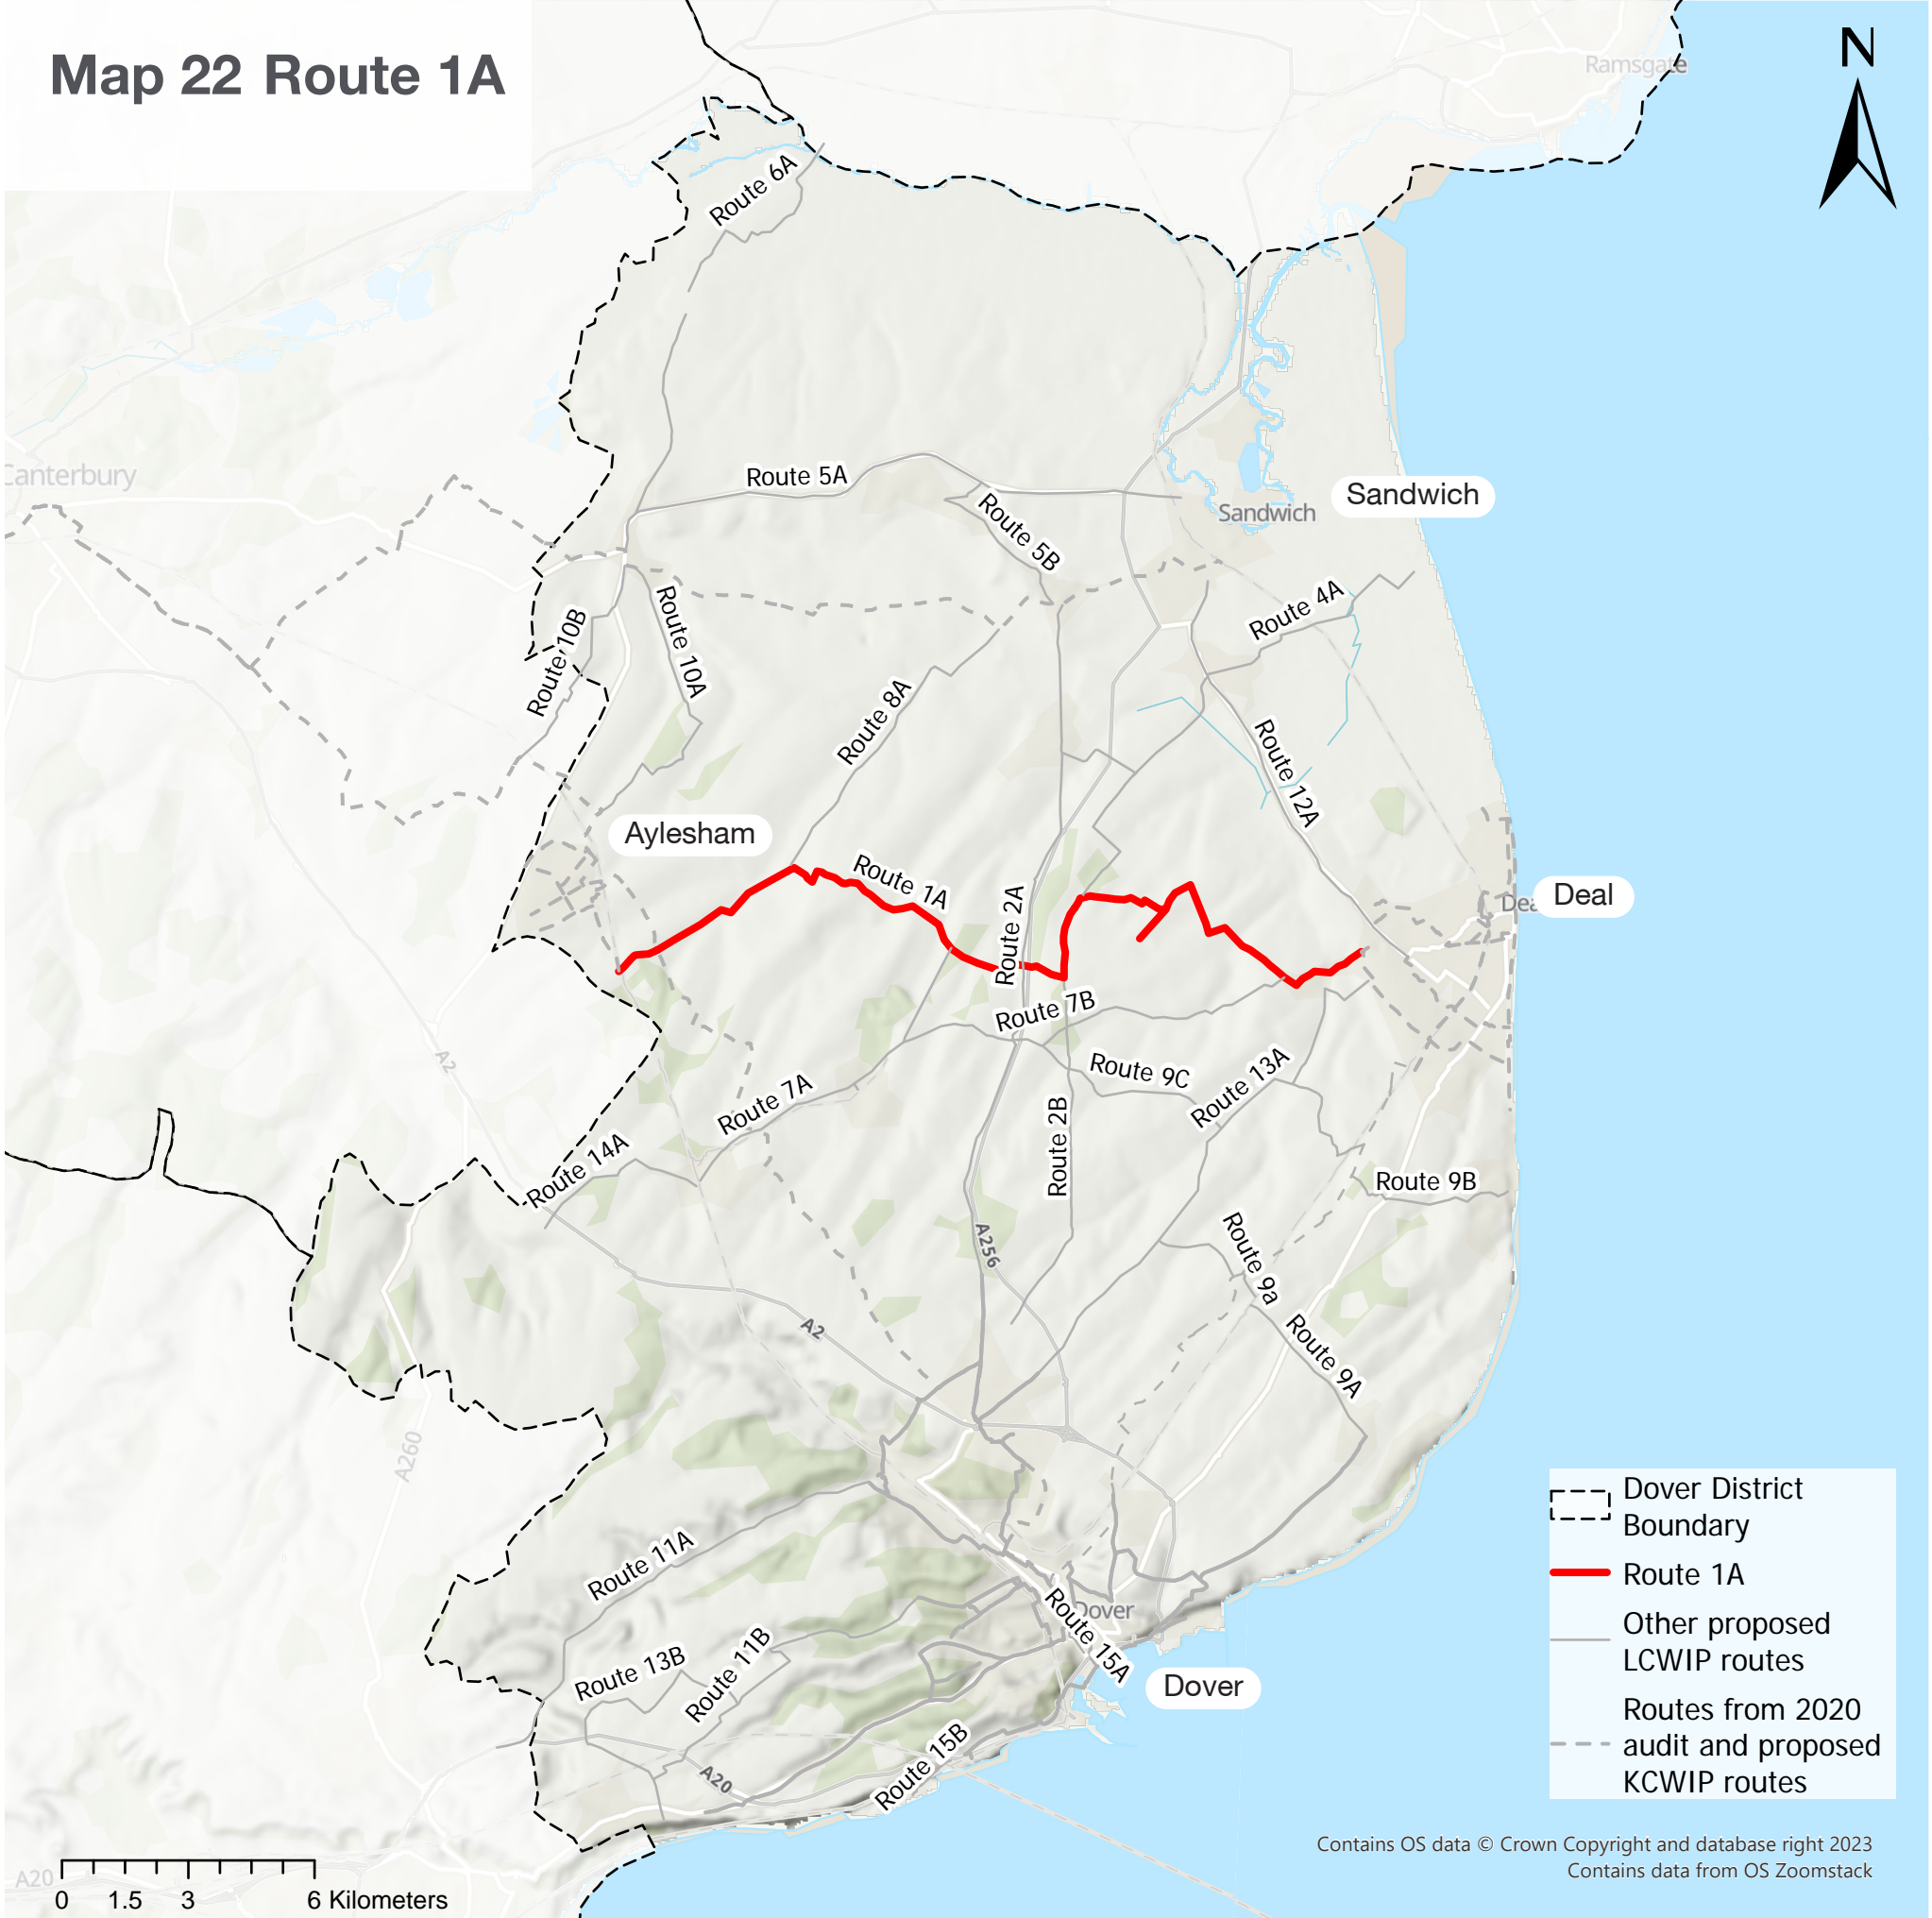 Map 22 Route 1A
N
Ramsgate
Route 6A
Canterbury
Route 5A
Sandwich
Sandwich
Route 5B
Route 4A
Route 10B
Route 10A
Route 8A
Route 12A
Aylesham
Route 1A
Route 2A
Deal
Route 7B
A2
Route 9C
Route 13A
Route 7A
Route 2B
Route 14A
Route 9B
A256
Route 9a
A2
Route 9A
A260
Route 11A
Dover
Route 15A
Route 13B
Route 11B
Dover
Route 15B
A20
A20
Dover District
Boundary
Route 1A
Other proposed
LCWIP routes
Routes from 2020
audit and proposed
KCWIP routes
Contains OS data © Crown Copyright and database right 2023
Contains data from OS Zoomstack
0 1.5 3 6 Kilometers